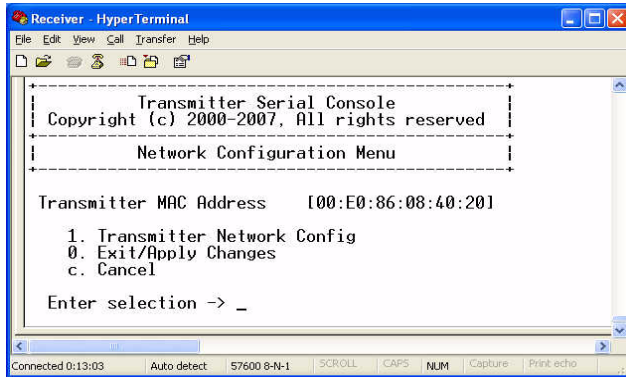 Receiver - HyperTerminal
File Edit View Call Transfer Help
Transmitter Serial Console
Copyright (c) 2000-2007, All rights reserved
Network Configuration Menu
Transmitter MAC Address [00:E0:86:08:40:20]
1. Transmitter Network Config
0. Exit/Apply Changes
c. Cancel
Enter selection -> _
Connected 0:13:03 Auto detect 57600 8-N-1 SCROLL CAPS NUM Capture Print echo